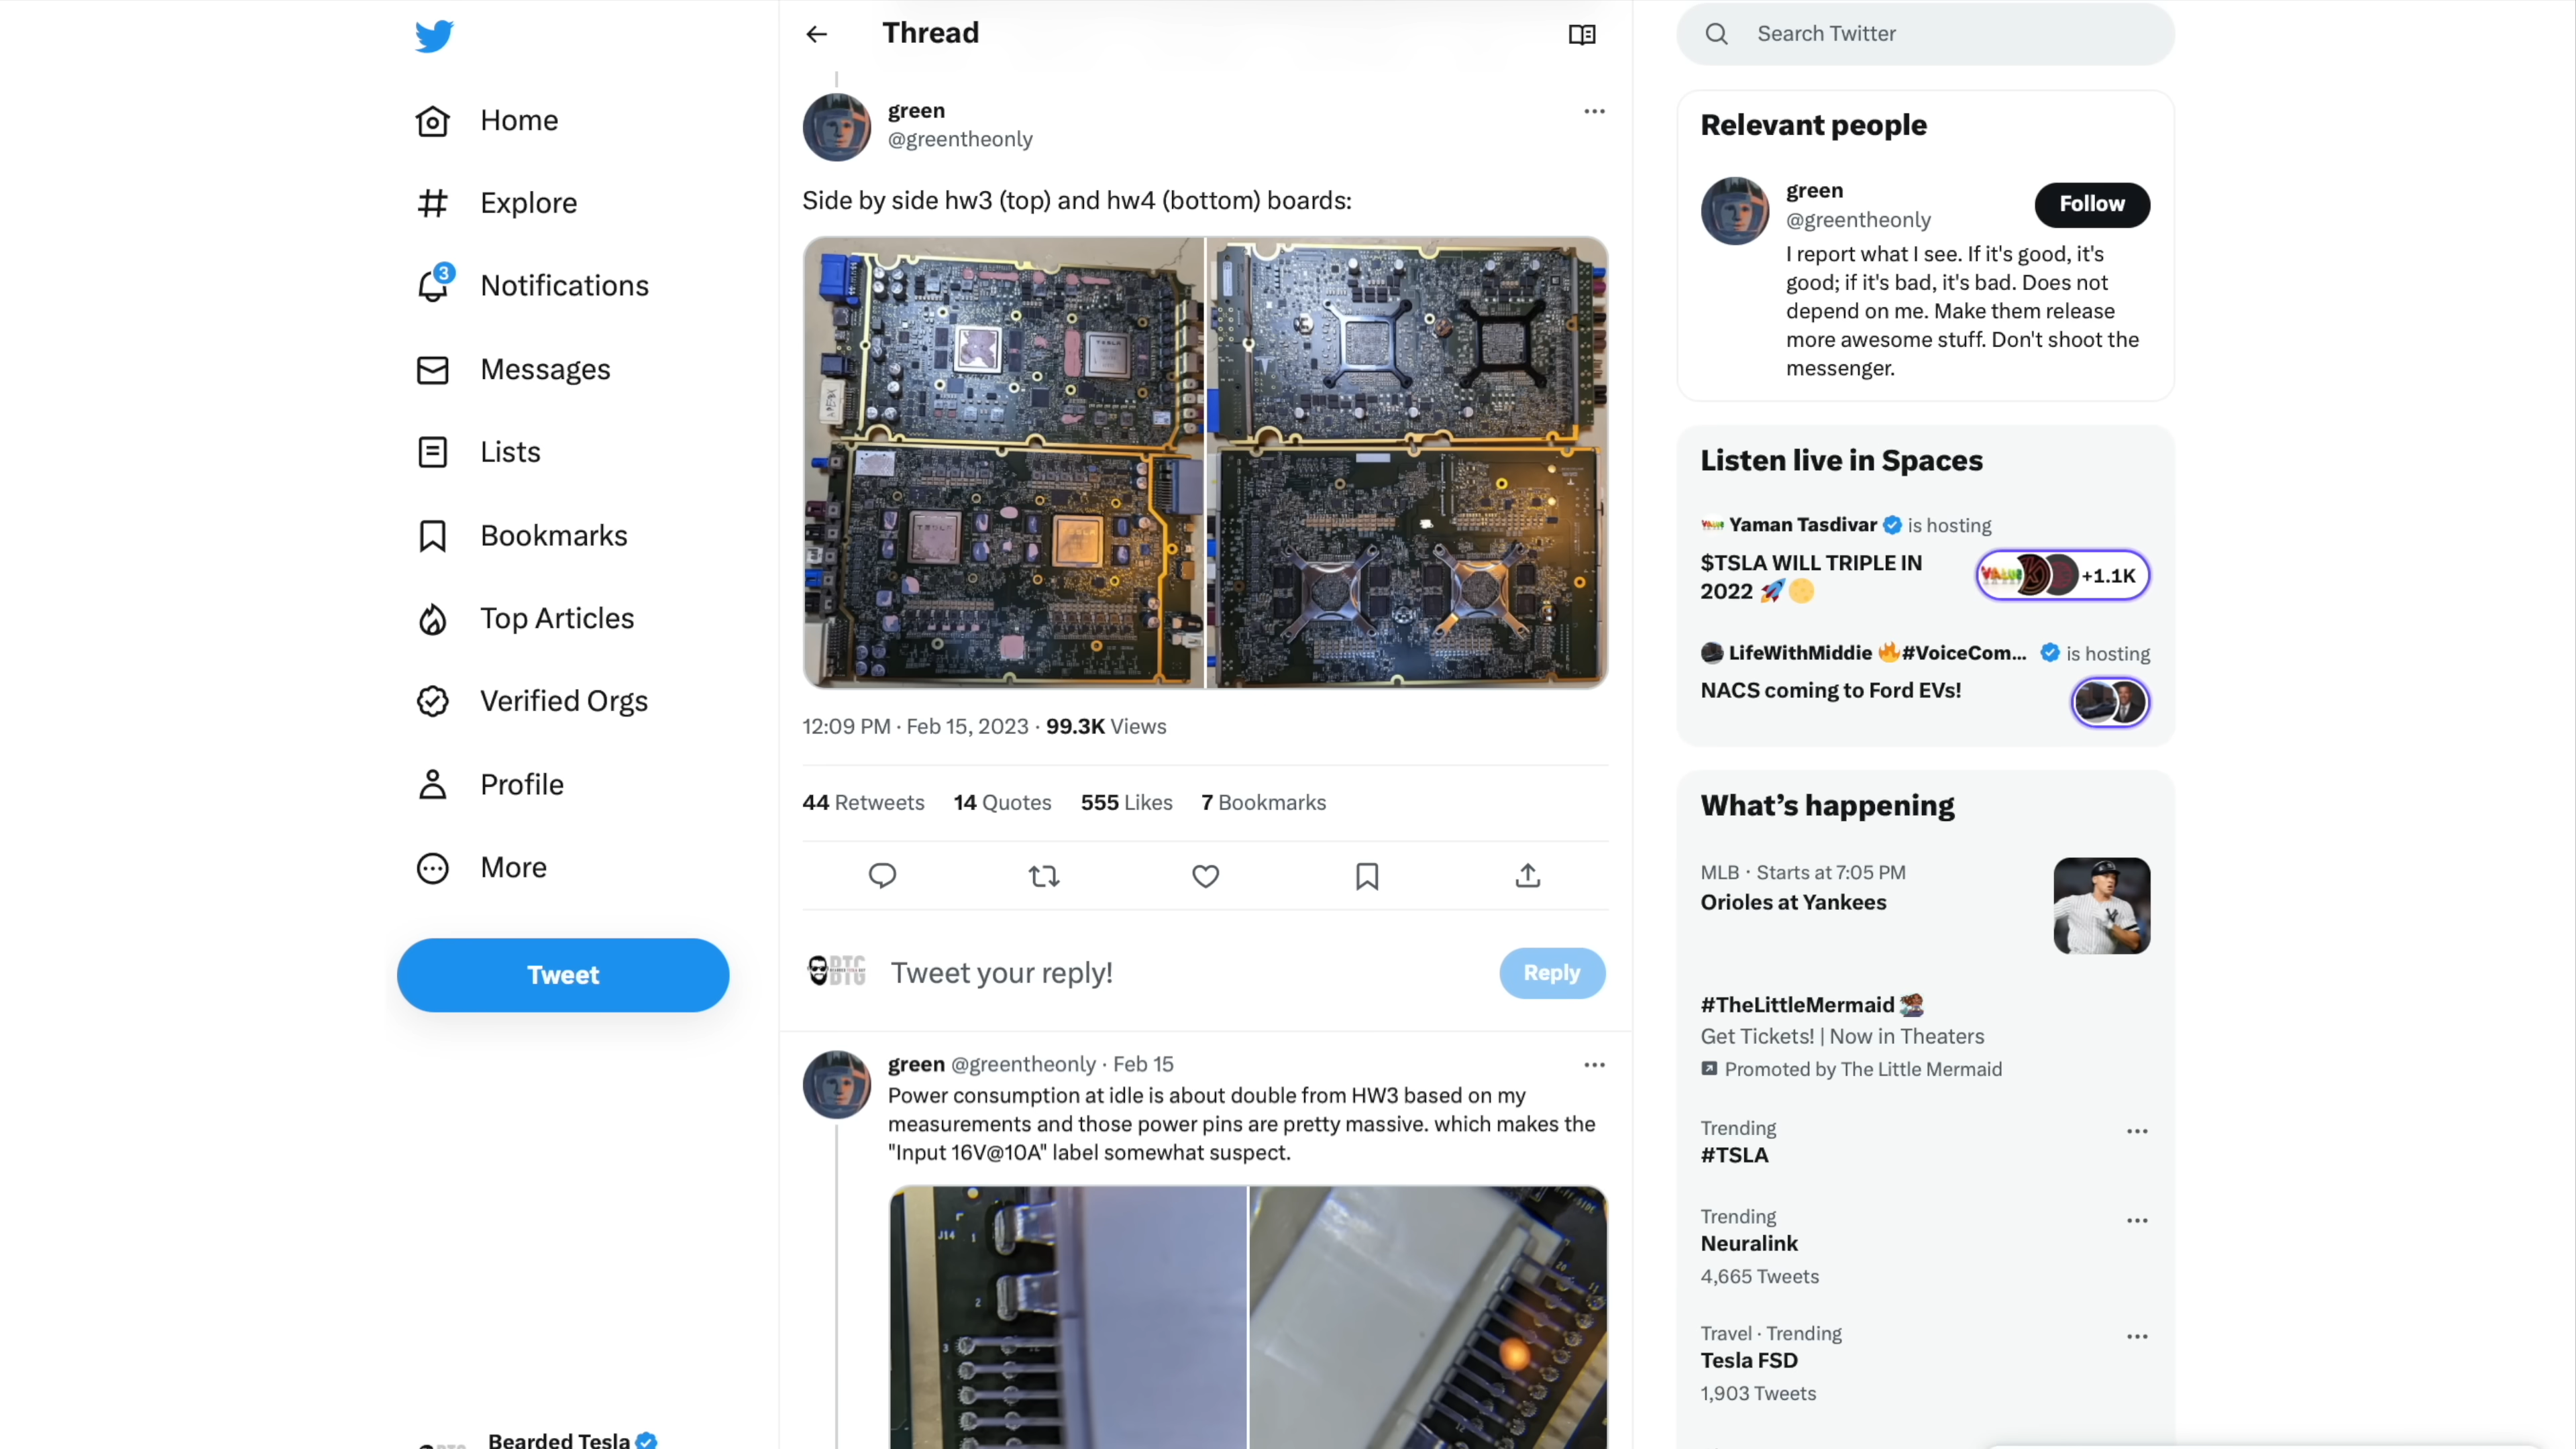 Home
Explore
3
Notifications
Messages
Lists
Bookmarks
Top Articles
Verified Orgs
Profile
More
Tweet
Bearded Tesla
Thread
green
@greentheonly
Side by side hw3 (top) and hw4 (bottom) boards:
TESLA
TESLA
TESLA
12:09 PM · Feb 15, 2023 · 99.3K Views
44 Retweets 14 Quotes 555 Likes 7 Bookmarks
Tweet your reply!
Reply
green @greentheonly · Feb 15
Power consumption at idle is about double from HW3 based on my
measurements and those power pins are pretty massive. which makes the
"Input 16V@10A" label somewhat suspect.
J14 1
2
3
Search Twitter
Relevant people
green
@greentheonly
Follow
I report what I see. If it's good, it's
good; if it's bad, it's bad. Does not
depend on me. Make them release
more awesome stuff. Don't shoot the
messenger.
Listen live in Spaces
Yaman Tasdivar is hosting
$TSLA WILL TRIPLE IN
2022 🚀🌕
+1.1K
LifeWithMiddie 🔥#VoiceCom... is hosting
NACS coming to Ford EVs!
What's happening
MLB · Starts at 7:05 PM
Orioles at Yankees
#TheLittleMermaid
Get Tickets! | Now in Theaters
Promoted by The Little Mermaid
Trending
#TSLA
Trending
Neuralink
4,665 Tweets
Travel · Trending
Tesla FSD
1,903 Tweets